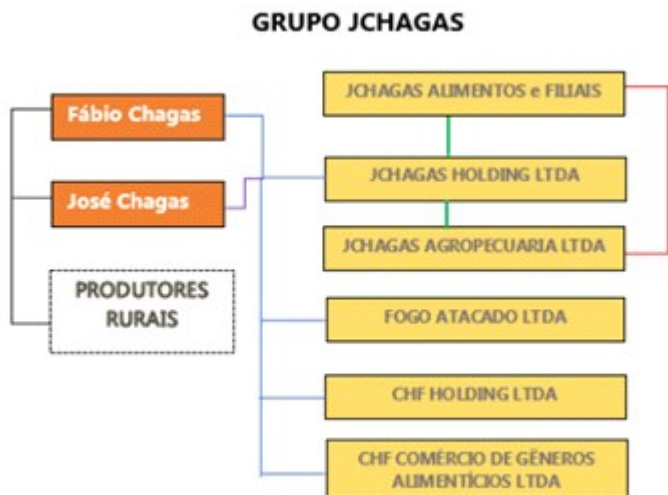 GRUPO JCHAGAS
Fábio Chagas
José Chagas
PRODUTORES
RURAIS
JCHAGAS ALIMENTOS e FILIAIS
JCHAGAS HOLDING LTDA
JCHAGAS AGROPECUARIA LTDA
FOGO ATACADO LTDA
CHF HOLDING LTDA
CHF COMÉRCIO DE GÊNEROS
ALIMENTÍCIOS LTDA